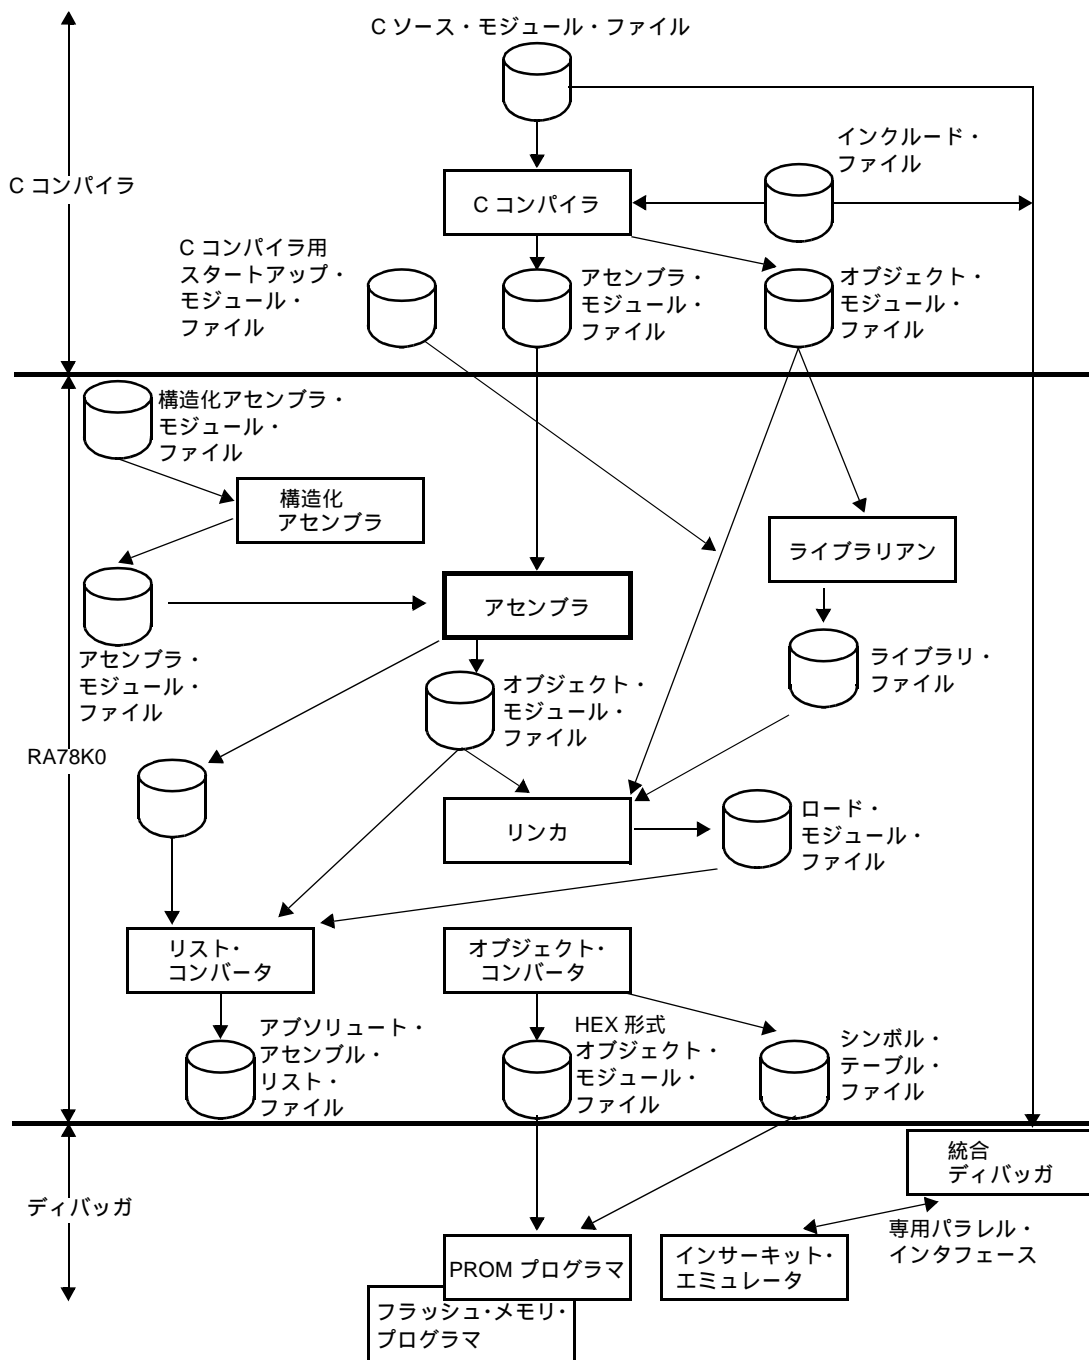 C ソース・モジュール・ファイル
インクルード・
ファイル
C コンパイラ
C コンパイラ
C コンパイラ用
スタートアップ・
モジュール・
ファイル
アセンブラ・
モジュール・
ファイル
オブジェクト・
モジュール・
ファイル
構造化アセンブラ・
モジュール・
ファイル
構造化
アセンブラ
ライブラリアン
アセンブラ
アセンブラ・
モジュール・
ファイル
オブジェクト・
モジュール・
ファイル
ライブラリ・
ファイル
RA78K0
リンカ
ロード・
モジュール・
ファイル
リスト・
コンバータ
オブジェクト・
コンバータ
アブソリュート・
アセンブル・
リスト・
ファイル
HEX 形式
オブジェクト・
モジュール・
ファイル
シンボル・
テーブル・
ファイル
統合
ディバッガ
ディバッガ
専用パラレル・
インタフェース
PROM プログラマ
インサーキット・
エミュレータ
フラッシュ・メモリ・
プログラマ